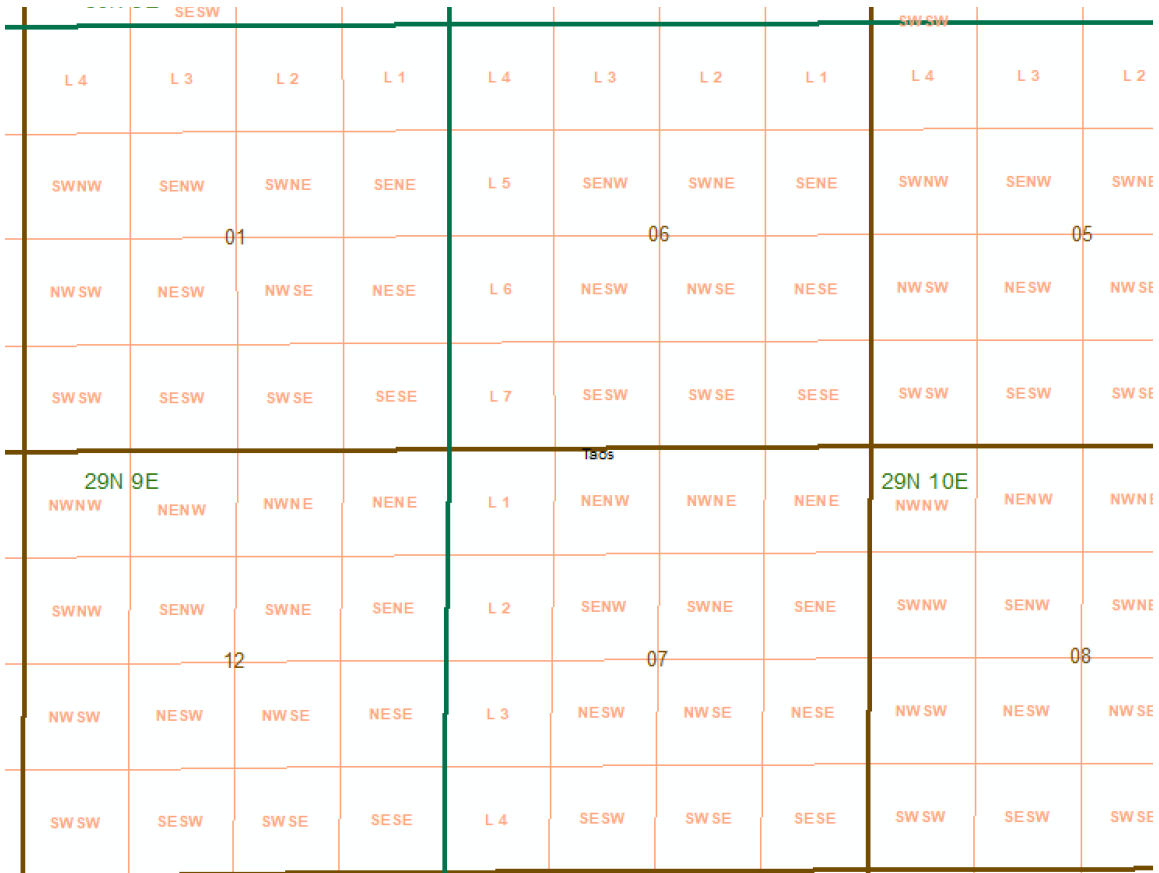 SESW SWSW
L 4 L 3 L 2 L 1 L 4 L 3 L 2 L 1 L 4 L 3 L 2
SWNW SENW SWNE SENE L 5 SENW SWNE SENE SWNW SENW SWNE
01 06 05
NWSW NESW NWSE NESE L 6 NESW NWSE NESE NWSW NESW NWSE
SWSW SESW SWSE SESE L 7 SESW SWSE SESE SWSW SESW SWSE
Taos
29N 9E 29N 10E
NWNW NENW NWNE NENE L 1 NENW NWNE NENE NWNW NENW NWNE
SWNW SENW SWNE SENE L 2 SENW SWNE SENE SWNW SENW SWNE
12 07 08
NWSW NESW NWSE NESE L 3 NESW NWSE NESE NWSW NESW NWSE
SWSW SESW SWSE SESE L 4 SESW SWSE SESE SWSW SESW SWSE